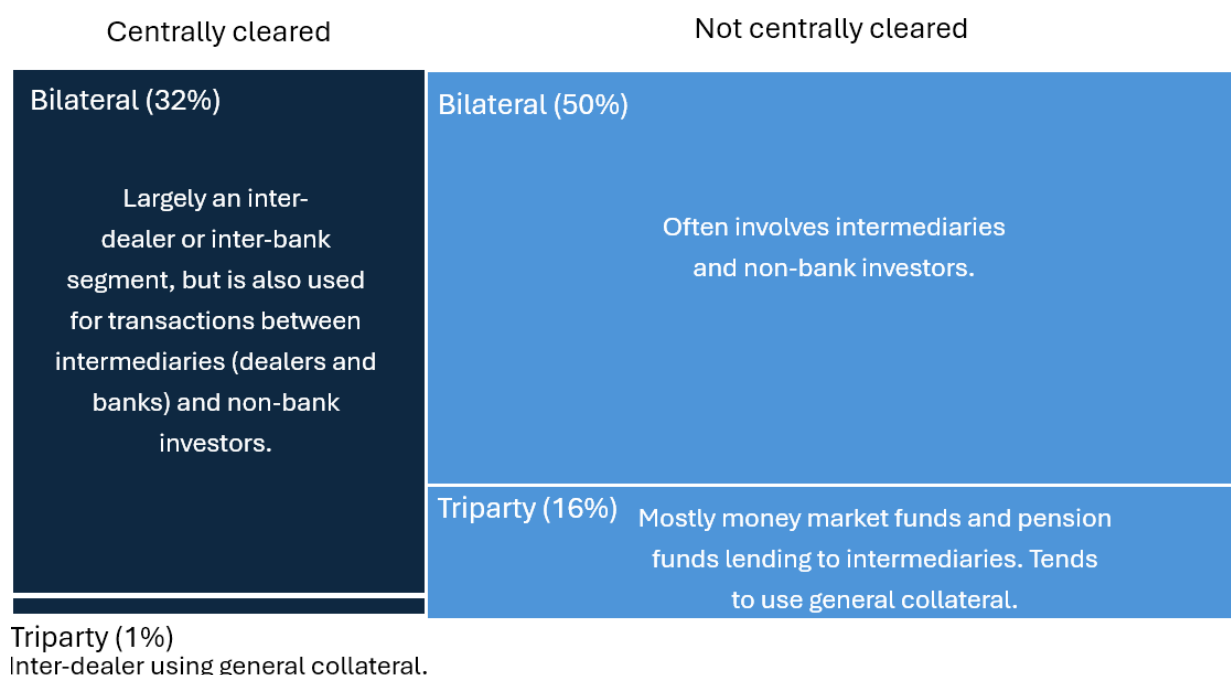 Centrally cleared
Not centrally cleared
Bilateral (32%)
Largely an inter-
dealer or inter-bank
segment, but is also used
for transactions between
intermediaries (dealers and
banks) and non-bank
investors.
Bilateral (50%)
Often involves intermediaries
and non-bank investors.
Triparty (16%)
Mostly money market funds and pension
funds lending to intermediaries. Tends
to use general collateral.
Triparty (1%)
Inter-dealer using general collateral.